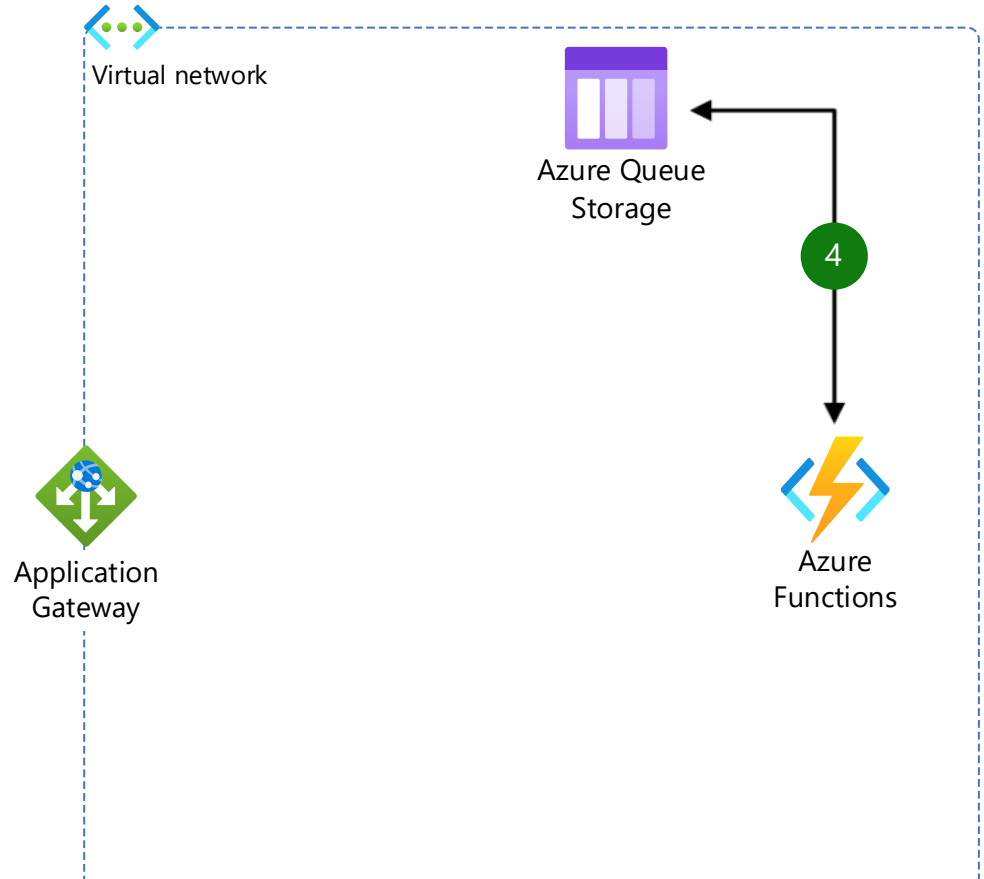 Virtual network
Azure Queue
Storage
4
Application
Gateway
Azure
Functions